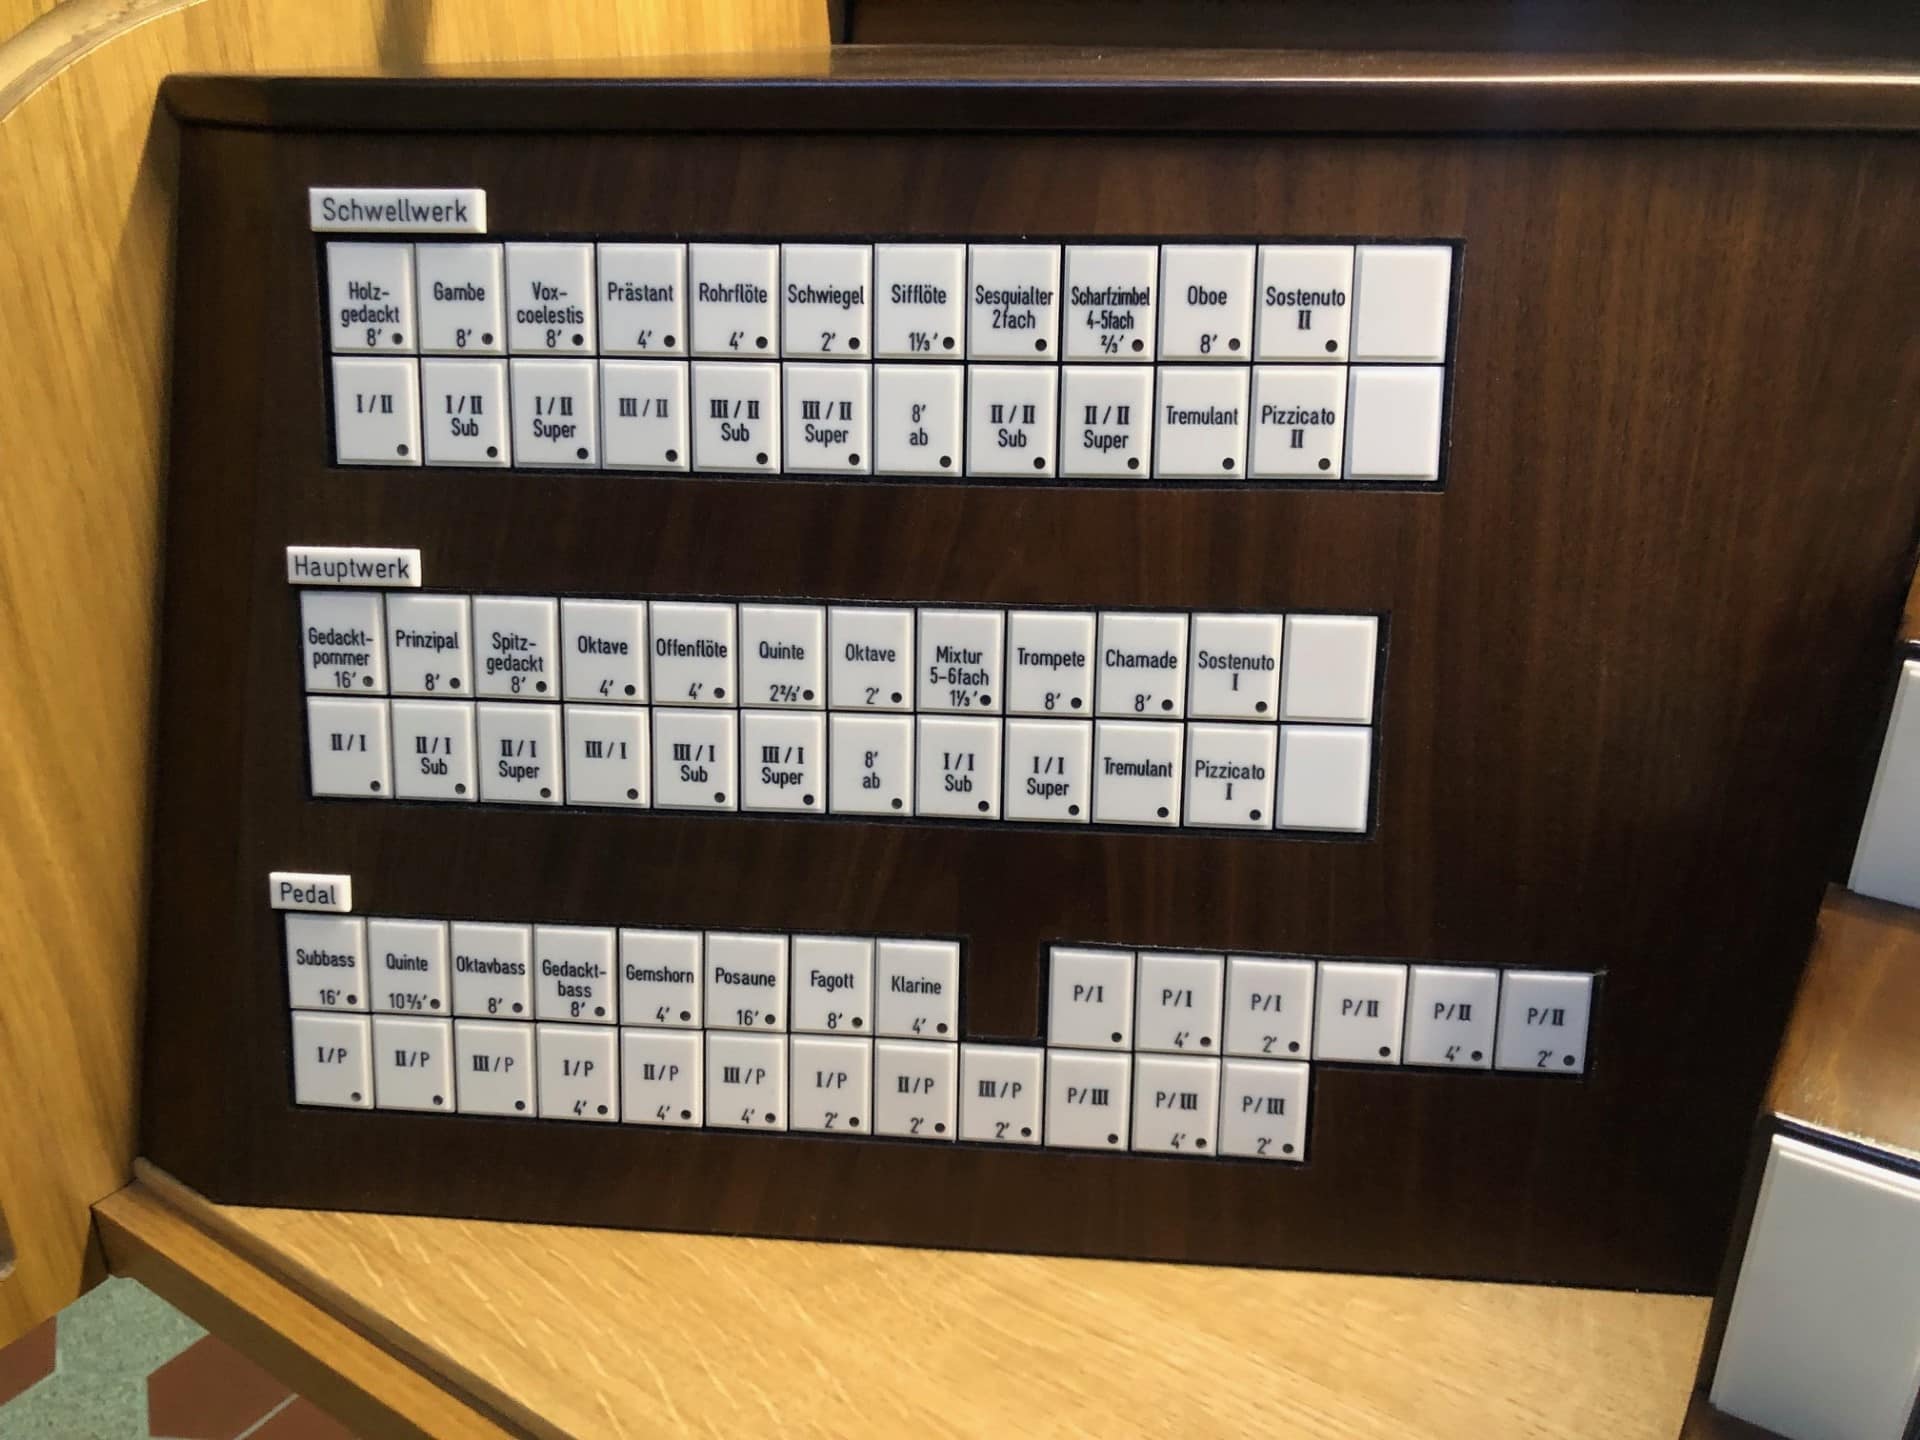 Schwellwerk
Holz-
gedackt
8'
Gambe
8'
Vox-
coelestis
8'
Prästant
4'
Rohrflöte
4'
Schwiegel
2'
Sifflöte
1⅓'
Sesquialter
2fach
Scharfzimbel
4-5fach
⅔'
Oboe
8'
Sostenuto
II
I / II
I / II
Sub
I / II
Super
III / II
III / II
Sub
III / II
Super
8'
ab
II / II
Sub
II / II
Super
Tremulant
Pizzicato
II
Hauptwerk
Gedackt-
pommer
16'
Prinzipal
8'
Spitz-
gedackt
8'
Oktave
4'
Offenflöte
4'
Quinte
2⅔'
Oktave
2'
Mixtur
5-6fach
1⅓'
Trompete
8'
Chamade
8'
Sostenuto
I
II / I
II / I
Sub
II / I
Super
III / I
III / I
Sub
III / I
Super
8'
ab
I / I
Sub
I / I
Super
Tremulant
Pizzicato
I
Pedal
Subbass
16'
Quinte
10⅔'
Oktavbass
8'
Gedackt-
bass
8'
Gemshorn
4'
Posaune
16'
Fagott
8'
Klarine
4'
P / I
P / I
4'
P / I
2'
P / II
P / II
4'
P / II
2'
I / P
II / P
III / P
I / P
4'
II / P
4'
III / P
4'
I / P
2'
II / P
2'
III / P
2'
P / III
P / III
4'
P / III
2'